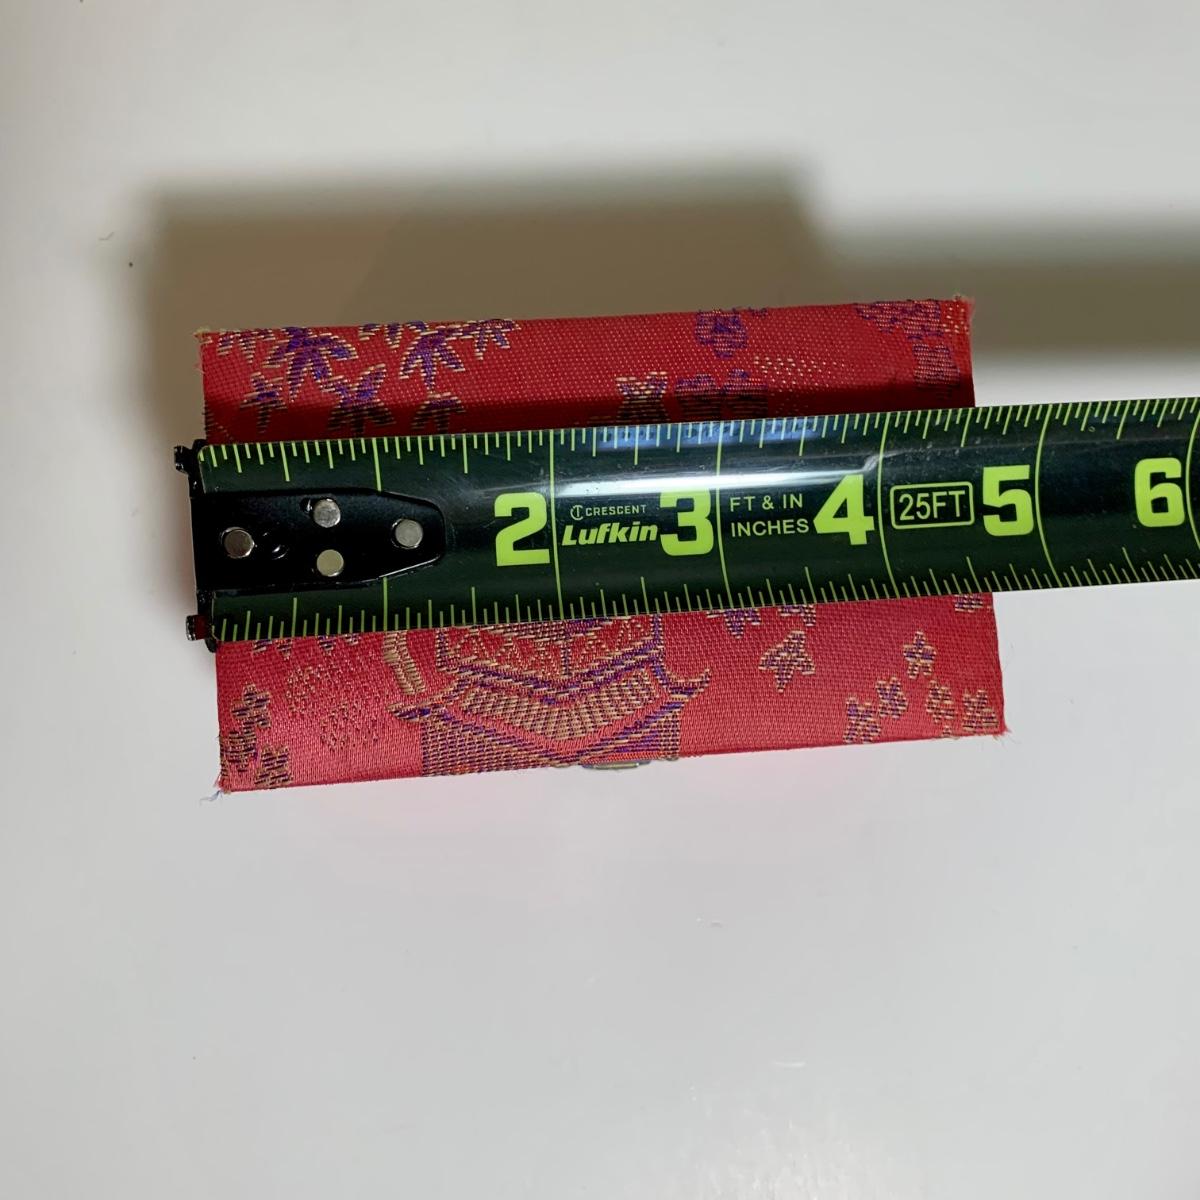 2
CRESCENT
Lufkin
3
FT & IN
INCHES
4
25FT
5
6